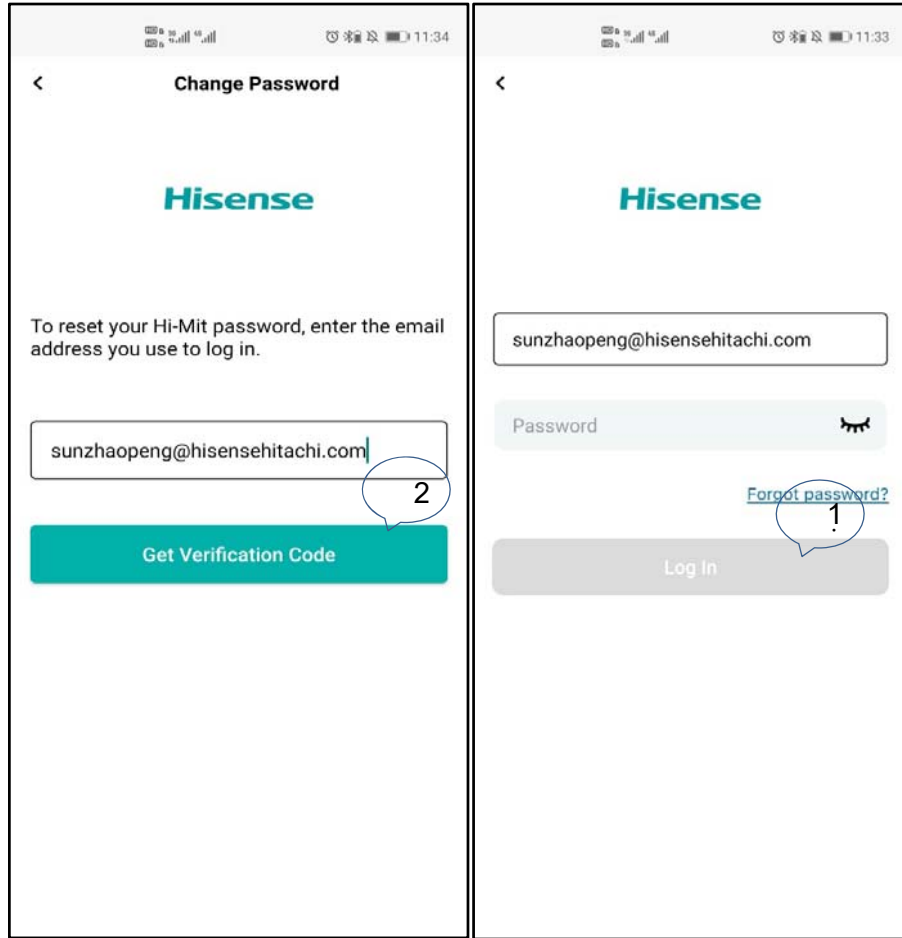 11:34
Change Password
Hisense
To reset your Hi-Mit password, enter the email
address you use to log in.
sunzhaopeng@hisensehitachi.com
2
Get Verification Code
11:33
Hisense
sunzhaopeng@hisensehitachi.com
Password
Forgot password?
1.
Log In